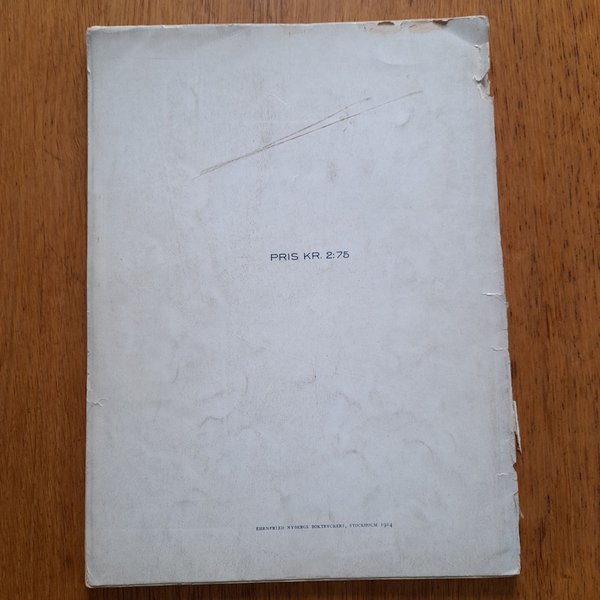 PRIS KR. 2:75
EHRNFRIED NYBERGS BOKTRYCKERI, STOCKHOLM 1924